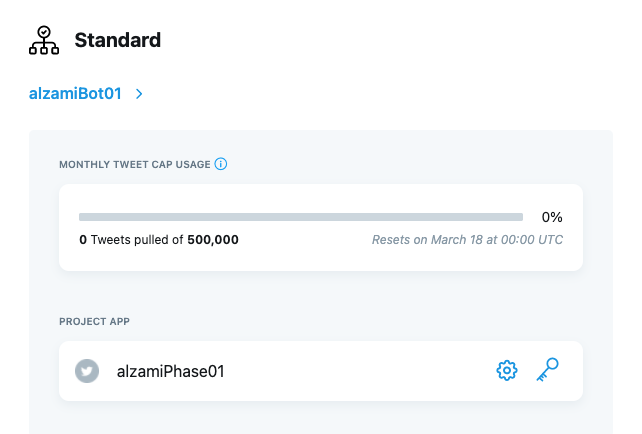 Standard
alzamiBot01
MONTHLY TWEET CAP USAGE
0%
0 Tweets pulled of 500,000
Resets on March 18 at 00:00 UTC
PROJECT APP
alzamiPhase01